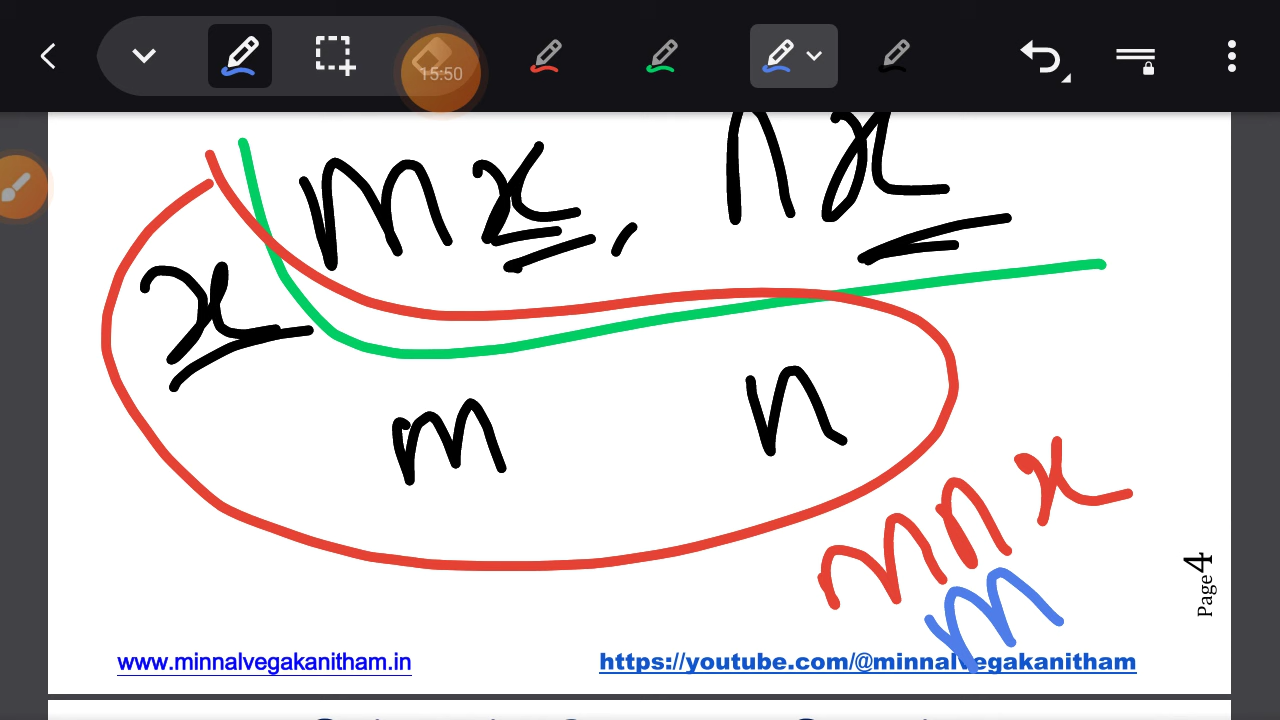 15:50
mx, nx
x
m n
mnx
m
Page 4
www.minnalvegakanitham.in https://youtube.com/@minnalvegakanitham